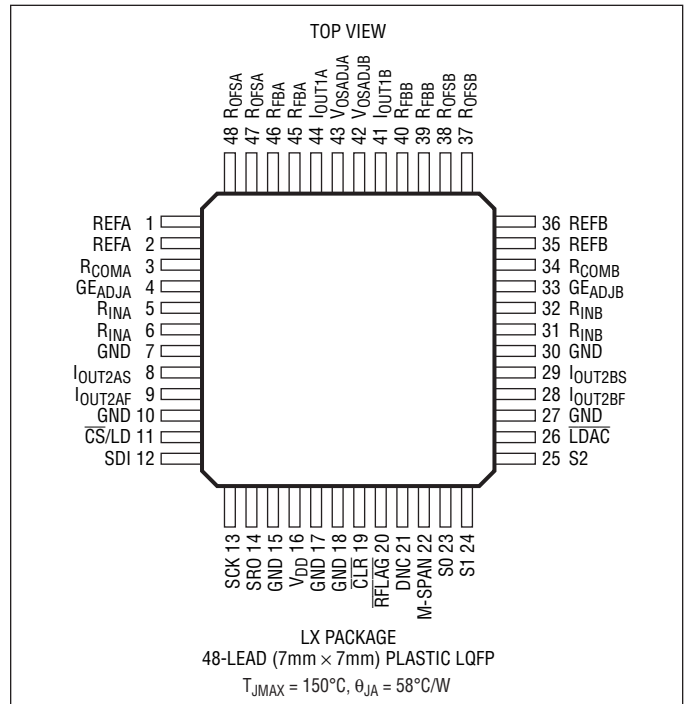 TOP VIEW
48 ROFSA
47 ROFSA
46 RFBA
45 RFBA
44 IOUT1A
43 VOSADJA
42 VOSADJB
41 IOUT1B
40 RFBB
39 RFBB
38 ROFSB
37 ROFSB
REFA 1
REFA 2
RCOMA 3
GEADJA 4
RINA 5
RINA 6
GND 7
IOUT2AS 8
IOUT2AF 9
GND 10
C̅S̅/LD 11
SDI 12
36 REFB
35 REFB
34 RCOMB
33 GEADJB
32 RINB
31 RINB
30 GND
29 IOUT2BS
28 IOUT2BF
27 GND
26 L̅D̅A̅C̅
25 S2
SCK 13
SRO 14
GND 15
VDD 16
GND 17
GND 18
C̅L̅R̅ 19
R̅F̅L̅A̅G̅ 20
DNC 21
M-SPAN 22
S0 23
S1 24
LX PACKAGE
48-LEAD (7mm × 7mm) PLASTIC LQFP
TJMAX = 150°C, θJA = 58°C/W